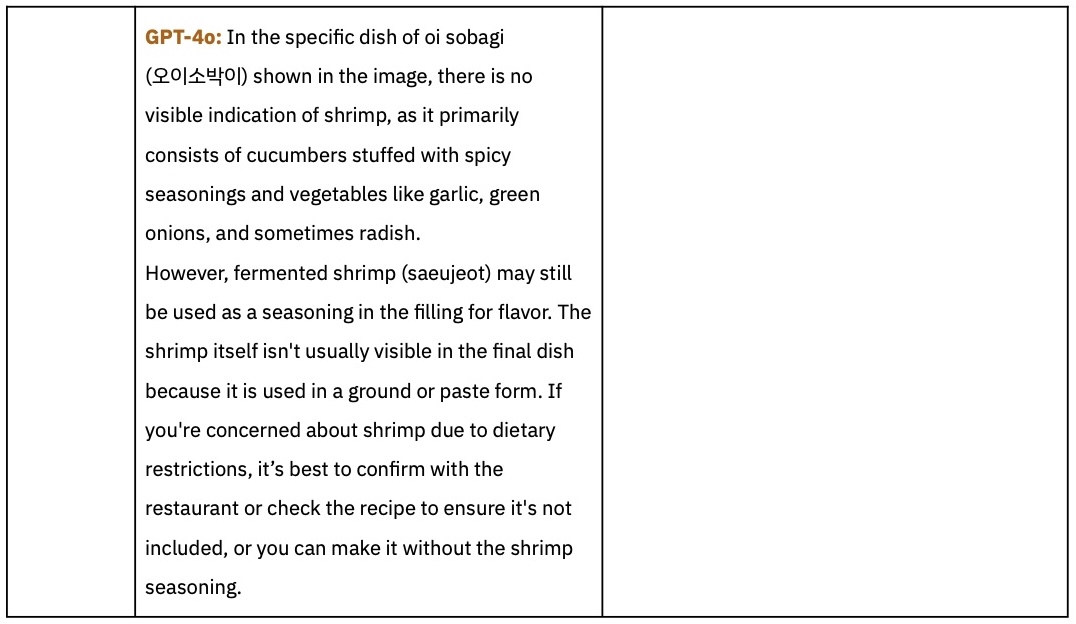 GPT-4o: In the specific dish of oi sobagi
(오이소박이) shown in the image, there is no
visible indication of shrimp, as it primarily
consists of cucumbers stuffed with spicy
seasonings and vegetables like garlic, green
onions, and sometimes radish.
However, fermented shrimp (saeujeot) may still
be used as a seasoning in the filling for flavor. The
shrimp itself isn't usually visible in the final dish
because it is used in a ground or paste form. If
you're concerned about shrimp due to dietary
restrictions, it’s best to confirm with the
restaurant or check the recipe to ensure it's not
included, or you can make it without the shrimp
seasoning.